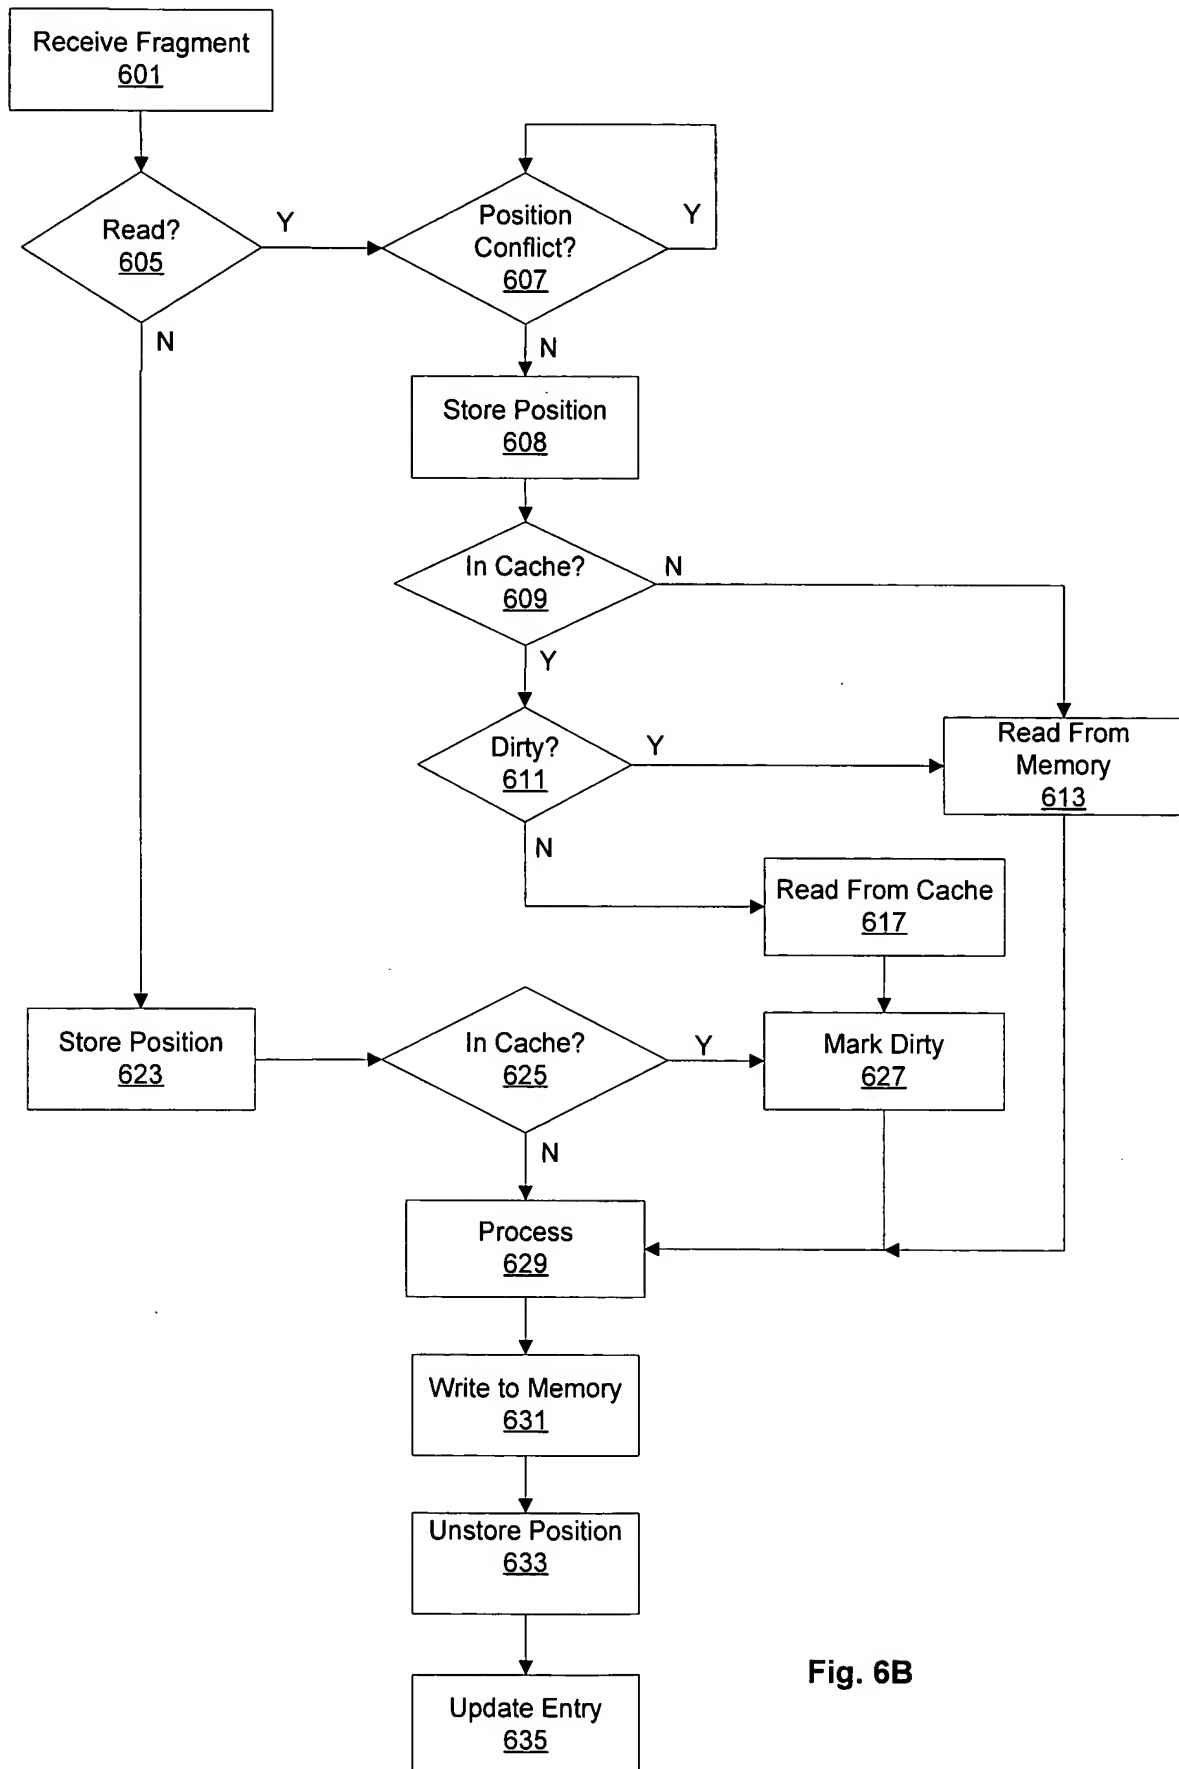 Receive Fragment
601
Read?
605
Y
N
Position
Conflict?
607
Y
N
Store Position
608
In Cache?
609
N
Y
Dirty?
611
Y
N
Read From
Memory
613
Read From Cache
617
Store Position
623
In Cache?
625
Y
N
Mark Dirty
627
Process
629
Write to Memory
631
Unstore Position
633
Update Entry
635
Fig. 6B